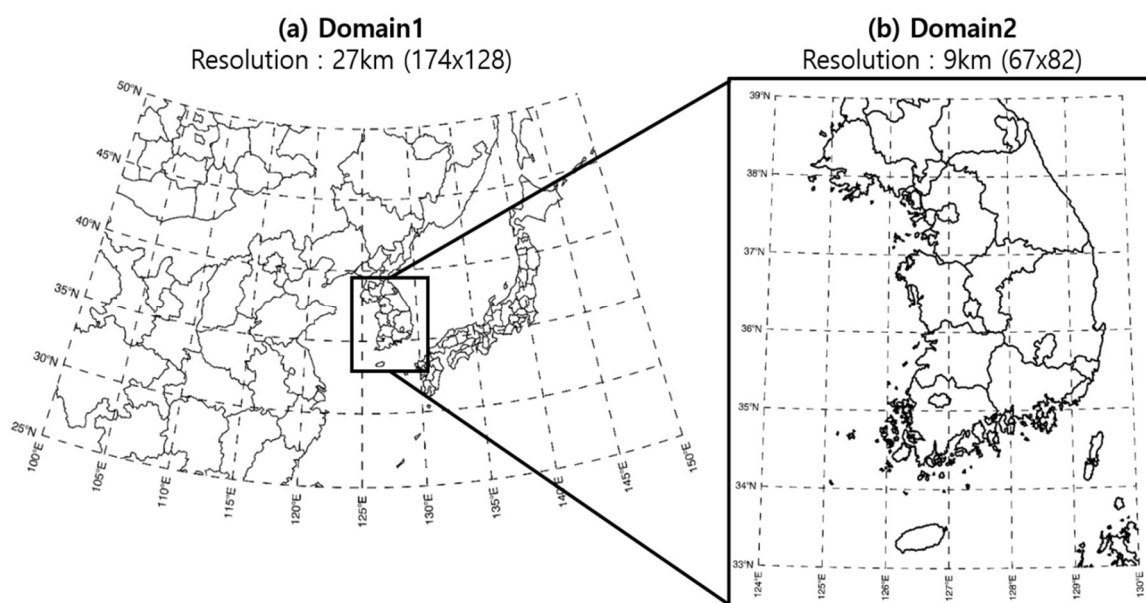 (a) Domain1
Resolution : 27km (174x128)
50°N
45°N
40°N
35°N
30°N
25°N
100°E
105°E
110°E
115°E
120°E
125°E
130°E
135°E
140°E
145°E
150°E
(b) Domain2
Resolution : 9km (67x82)
39°N
38°N
37°N
36°N
35°N
34°N
33°N
124°E
125°E
126°E
127°E
128°E
129°E
130°E